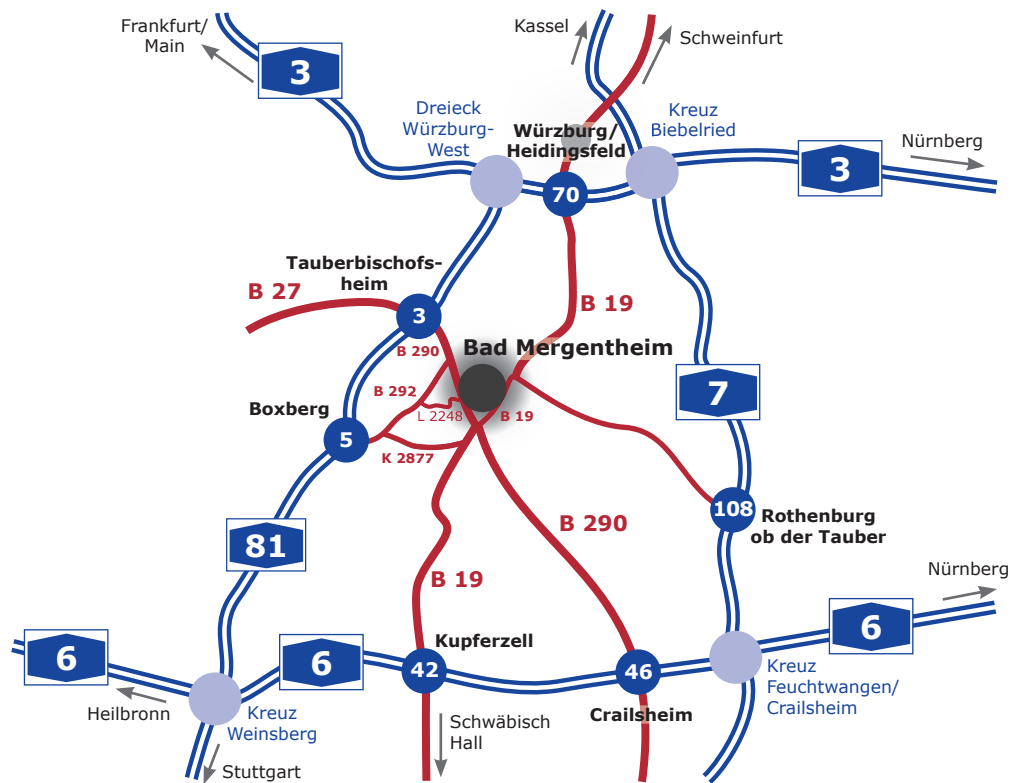 Frankfurt/
Main
3
Kassel
Schweinfurt
Dreieck
Würzburg-
West
Würzburg/
Heidingsfeld
Kreuz
Biebelried
Nürnberg
3
70
Tauberbischofs-
heim
B 27
3
B 19
B 290
Bad Mergentheim
B 292
L 2248
B 19
7
Boxberg
5
K 2877
108
Rothenburg
ob der Tauber
B 290
81
B 19
Nürnberg
6
6
Kupferzell
6
42
46
Kreuz
Feuchtwangen/
Crailsheim
Heilbronn
Kreuz
Weinsberg
Schwäbisch
Hall
Crailsheim
Stuttgart